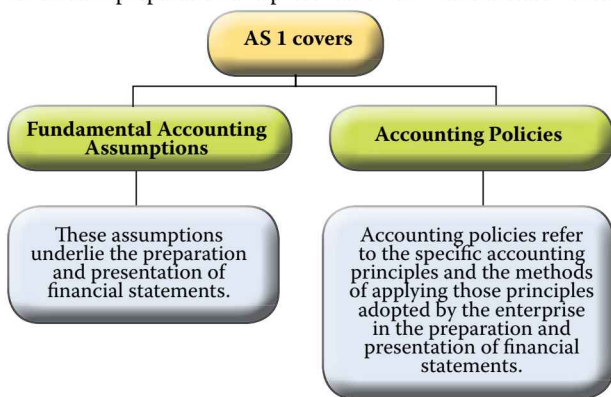 AS 1 covers
Fundamental Accounting
Assumptions
Accounting Policies
These assumptions
underlie the preparation
and presentation of
financial statements.
Accounting policies refer
to the specific accounting
principles and the methods
of applying those principles
adopted by the enterprise
in the preparation and
presentation of financial
statements.